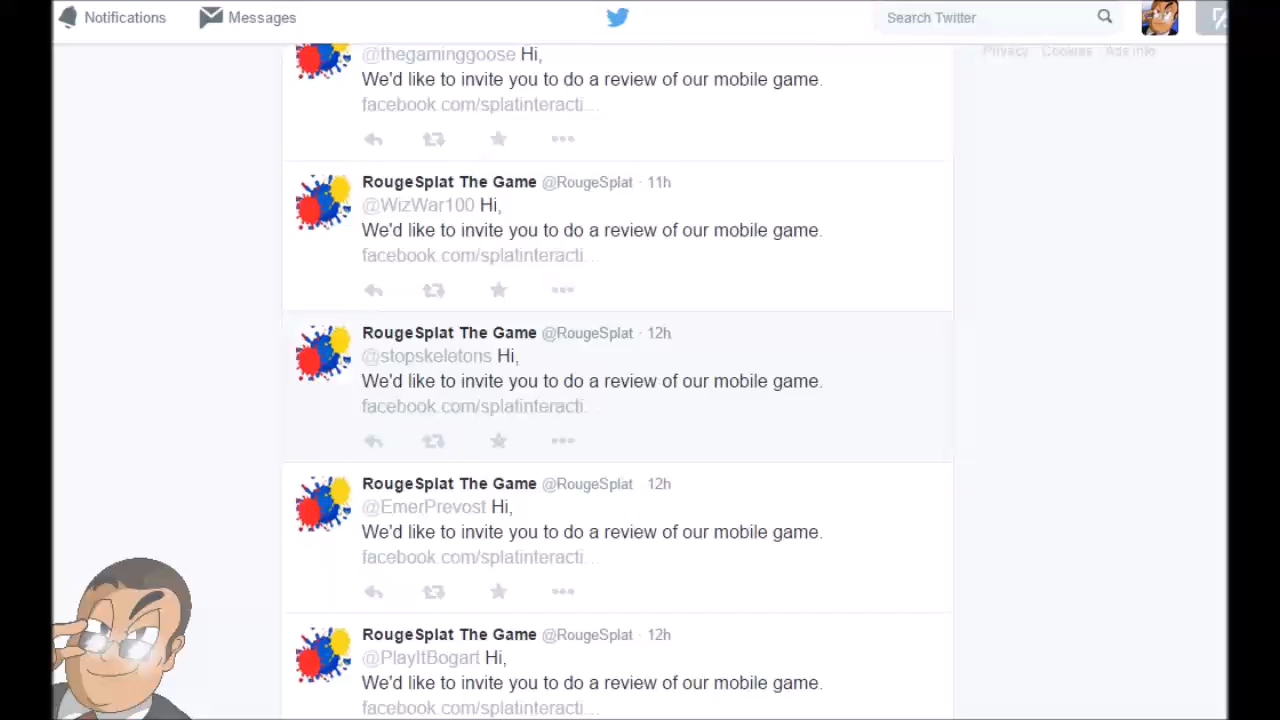 Notifications Messages Search Twitter
Privacy Cookies Ads info
@thegaminggoose Hi,
We'd like to invite you to do a review of our mobile game.
facebook.com/splatinteracti...
RougeSplat The Game @RougeSplat · 11h
@WizWar100 Hi,
We'd like to invite you to do a review of our mobile game.
facebook.com/splatinteracti...
RougeSplat The Game @RougeSplat · 12h
@stopskeletons Hi,
We'd like to invite you to do a review of our mobile game.
facebook.com/splatinteracti...
RougeSplat The Game @RougeSplat 12h
@EmerPrevost Hi,
We'd like to invite you to do a review of our mobile game.
facebook.com/splatinteracti...
RougeSplat The Game @RougeSplat · 12h
@PlayItBogart Hi,
We'd like to invite you to do a review of our mobile game.
facebook.com/splatinteracti...